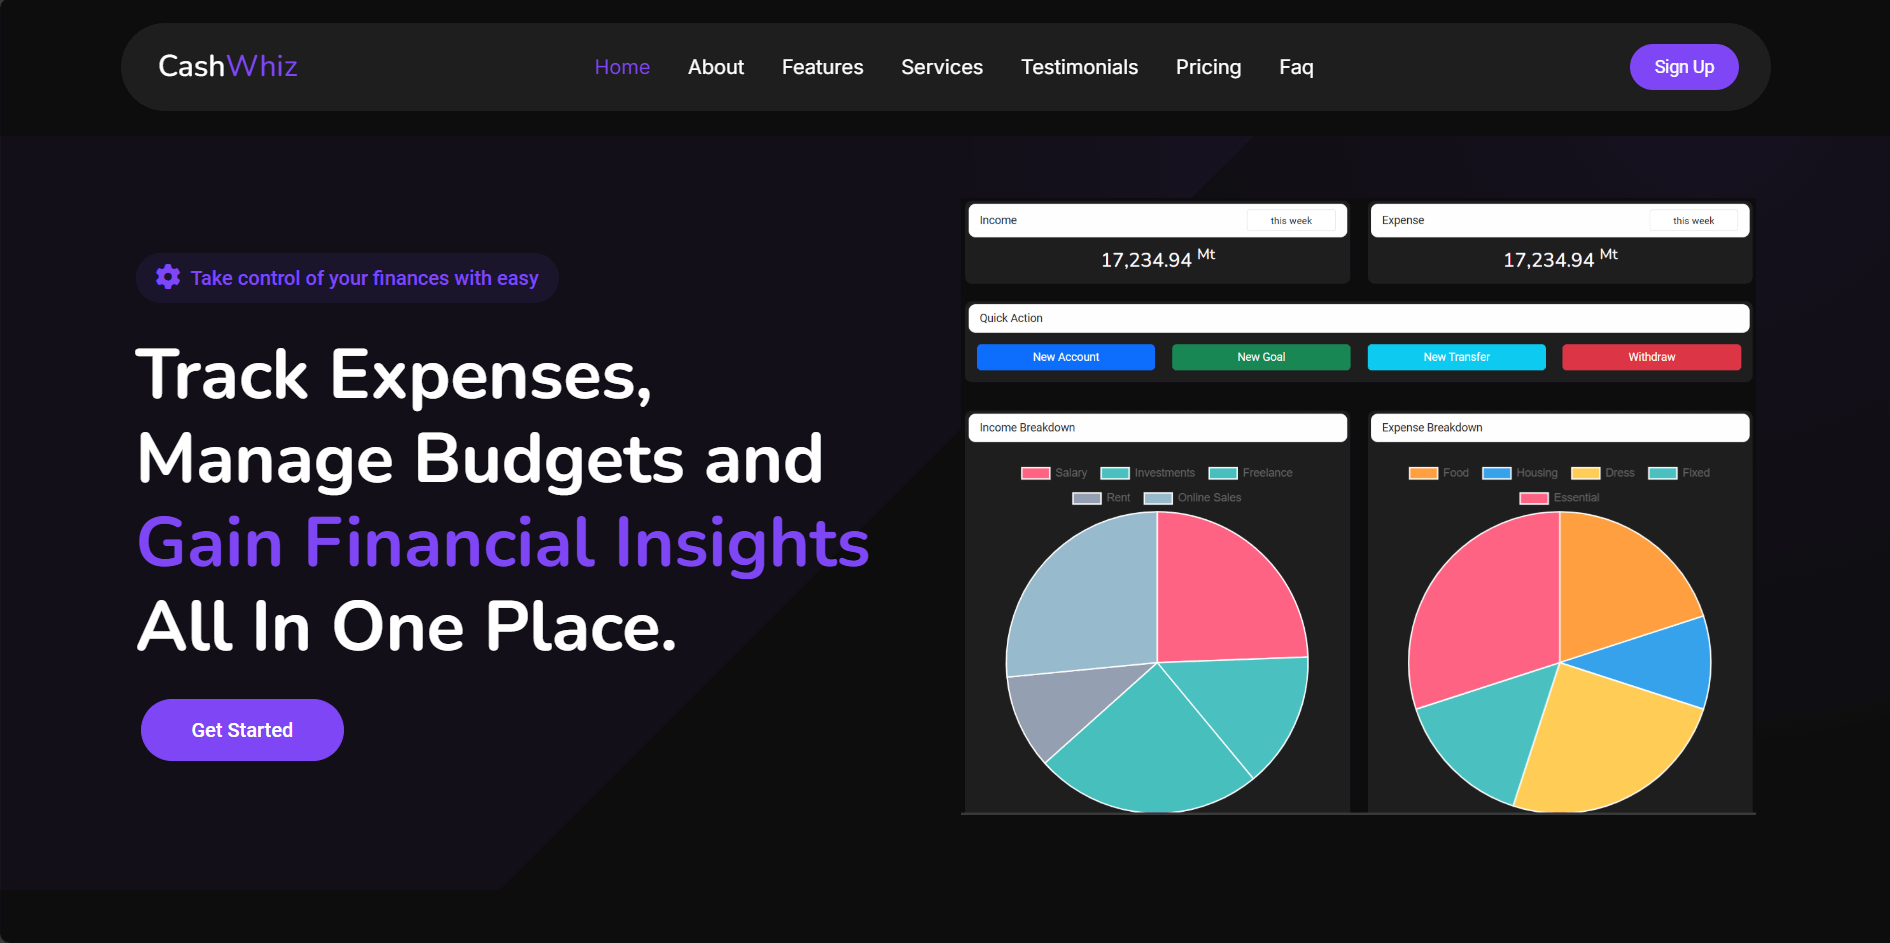 CashWhiz
Home About Features Services Testimonials Pricing Faq
Sign Up
Take control of your finances with easy
Track Expenses,
Manage Budgets and
Gain Financial Insights
All In One Place.
Get Started
Income this week
17,234.94 Mt
Expense this week
17,234.94 Mt
Quick Action
New Account New Goal New Transfer Withdraw
Income Breakdown
Salary Investments Freelance
Rent Online Sales
Expense Breakdown
Food Housing Dress Fixed
Essential